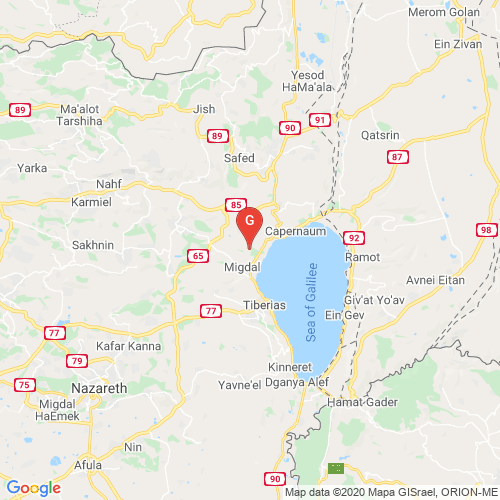 Merom Golan
Ein Zivan
98
Yesod
HaMa'ala
89
Ma'alot
Tarshiha
Jish
91
90
89
Qatsrin
Safed
87
Yarka
Nahf
Karmiel
85
G
Capernaum
98
92
Sakhnin
65
Ramot
Migdal
Avnei Eitan
Sea of Galilee
Giv'at Yo'av
Tiberias
77
Ein Gev
77
Kafar Kanna
79
Kinneret
Dganya Alef
75
Nazareth
Yavne'el
Hamat Gader
Migdal
HaEmek
Nin
Afula
90
Google
Map data ©2020 Mapa GISrael, ORION-ME